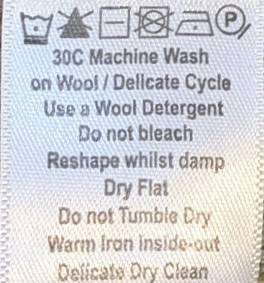 P
30C Machine Wash
on Wool / Delicate Cycle
Use a Wool Detergent
Do not bleach
Reshape whilst damp
Dry Flat
Do not Tumble Dry
Warm Iron inside-out
Delicate Dry Clean